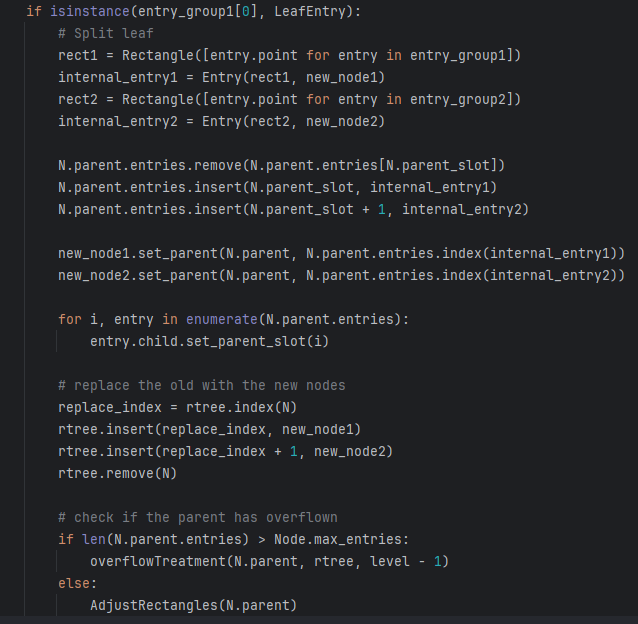 if isinstance(entry_group1[0], LeafEntry):
    # Split leaf
    rect1 = Rectangle([entry.point for entry in entry_group1])
    internal_entry1 = Entry(rect1, new_node1)
    rect2 = Rectangle([entry.point for entry in entry_group2])
    internal_entry2 = Entry(rect2, new_node2)

    N.parent.entries.remove(N.parent.entries[N.parent_slot])
    N.parent.entries.insert(N.parent_slot, internal_entry1)
    N.parent.entries.insert(N.parent_slot + 1, internal_entry2)

    new_node1.set_parent(N.parent, N.parent.entries.index(internal_entry1))
    new_node2.set_parent(N.parent, N.parent.entries.index(internal_entry2))

    for i, entry in enumerate(N.parent.entries):
        entry.child.set_parent_slot(i)

    # replace the old with the new nodes
    replace_index = rtree.index(N)
    rtree.insert(replace_index, new_node1)
    rtree.insert(replace_index + 1, new_node2)
    rtree.remove(N)

    # check if the parent has overflown
    if len(N.parent.entries) > Node.max_entries:
        overflowTreatment(N.parent, rtree, level - 1)
    else:
        AdjustRectangles(N.parent)